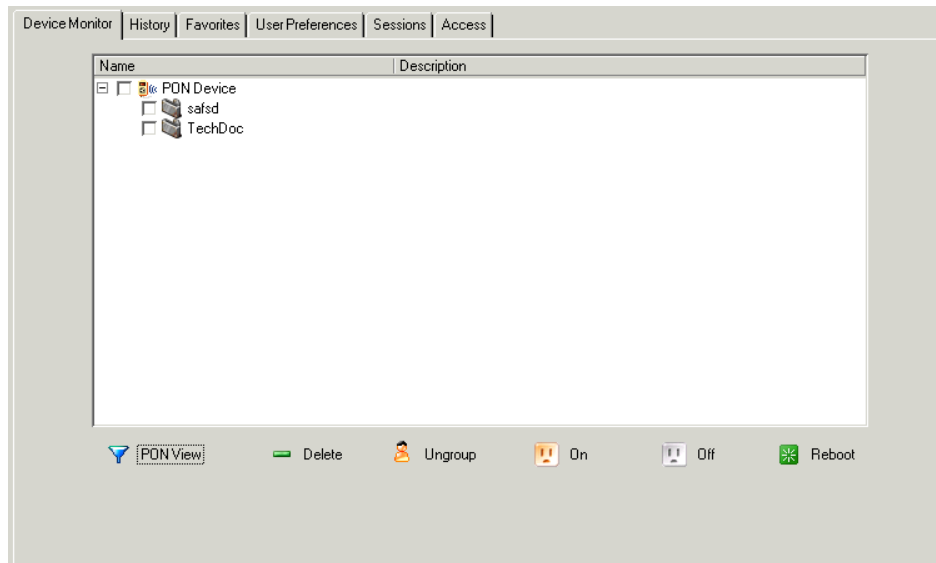 Device Monitor History Favorites User Preferences Sessions Access
Name Description
PON Device
safsd
TechDoc
PON View Delete Ungroup On Off Reboot